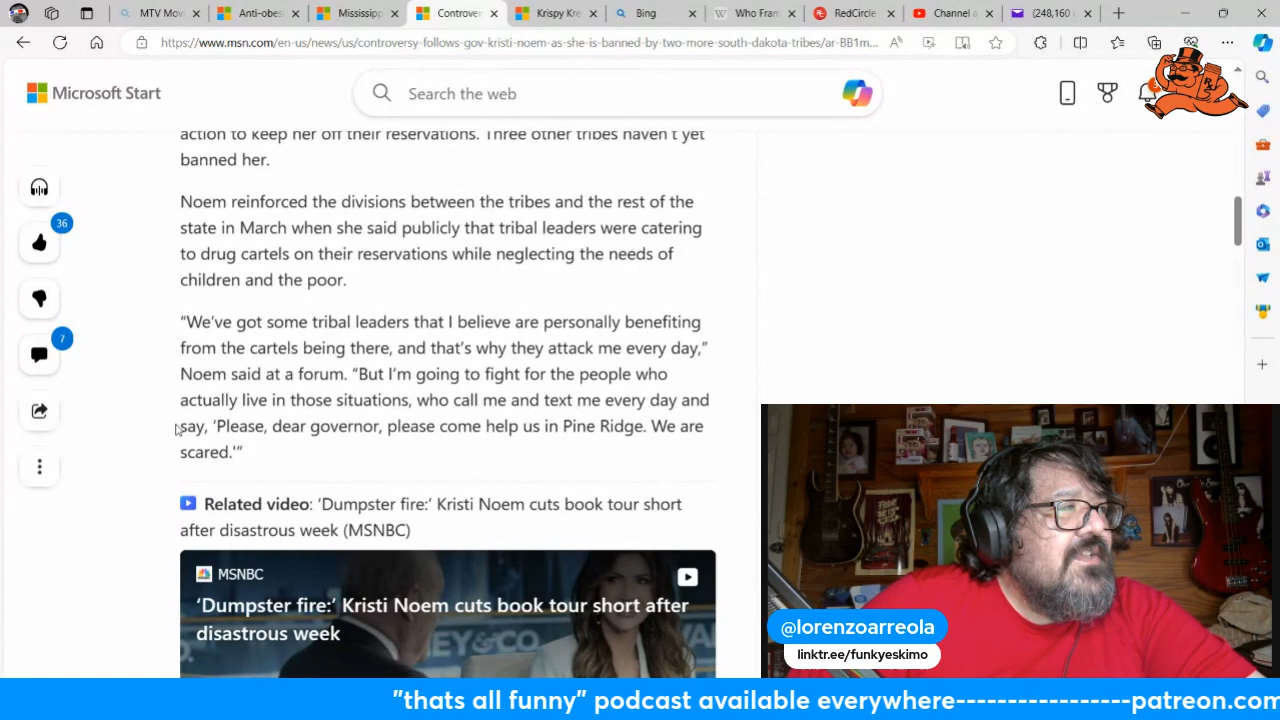 MTV Mov
Anti-obes
Mississipp
Controver
Krispy Kre
Bing
Who Fram
RedCircle
Channel a
(248,160
https://www.msn.com/en-us/news/us/controversy-follows-gov-kristi-noem-as-she-is-banned-by-two-more-south-dakota-tribes/ar-BB1m...
Microsoft Start
Search the web
action to keep her off their reservations. Three other tribes haven't yet
banned her.
36
Noem reinforced the divisions between the tribes and the rest of the
state in March when she said publicly that tribal leaders were catering
to drug cartels on their reservations while neglecting the needs of
children and the poor.
7
“We’ve got some tribal leaders that I believe are personally benefiting
from the cartels being there, and that’s why they attack me every day,”
Noem said at a forum. “But I’m going to fight for the people who
actually live in those situations, who call me and text me every day and
say, ‘Please, dear governor, please come help us in Pine Ridge. We are
scared.’”
Related video: ‘Dumpster fire:’ Kristi Noem cuts book tour short
after disastrous week (MSNBC)
MSNBC
‘Dumpster fire:’ Kristi Noem cuts book tour short after
disastrous week
@lorenzoarreola
linktr.ee/funkyeskimo
"thats all funny" podcast available everywhere-----------------patreon.com